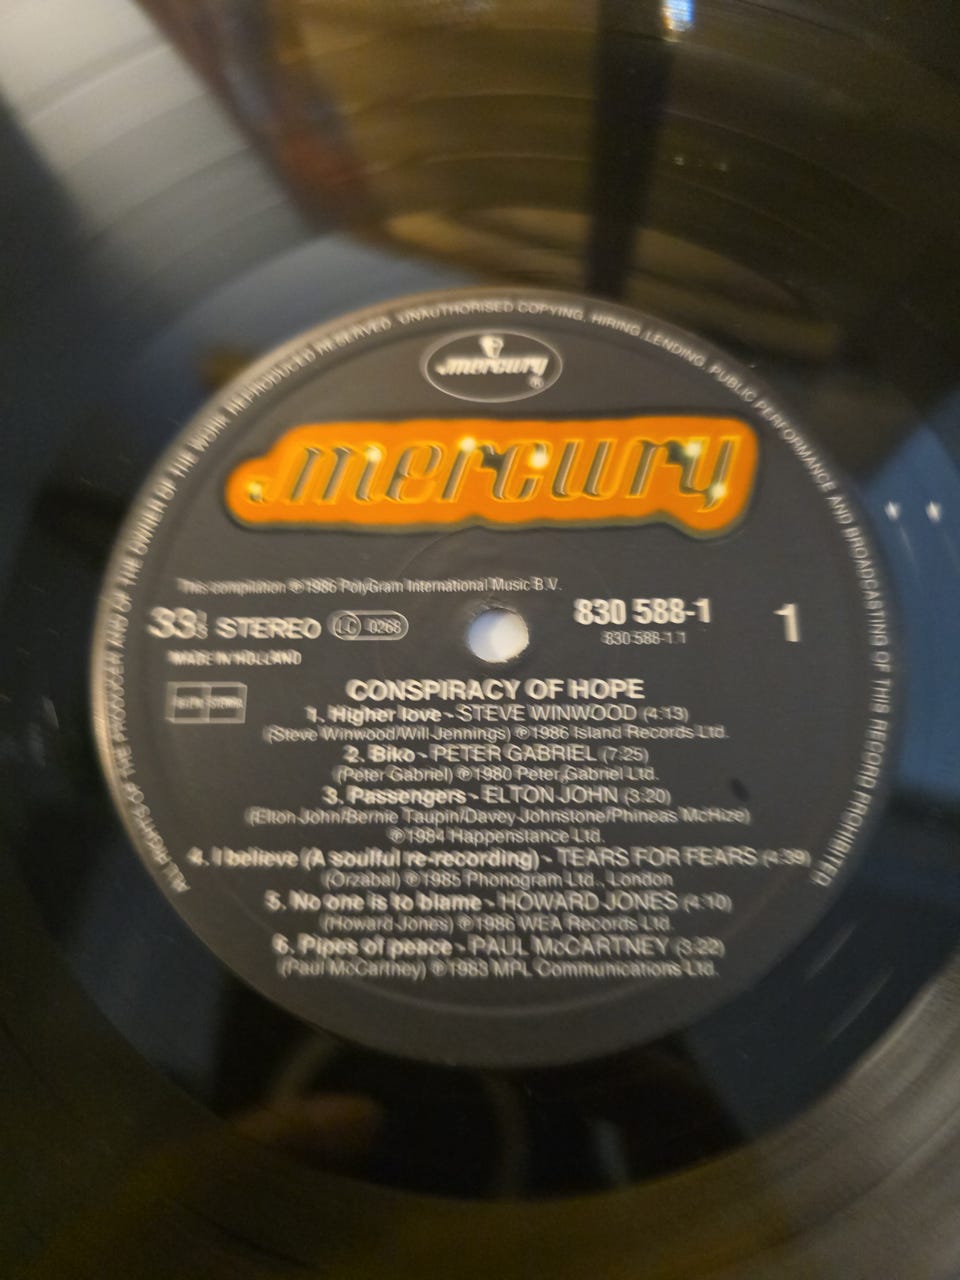 ALL RIGHTS OF THE PRODUCER AND OF THE OWNER OF THE WORK REPRODUCED RESERVED. UNAUTHORISED COPYING, HIRING, LENDING, PUBLIC PERFORMANCE AND BROADCASTING OF THIS RECORD PROHIBITED
mercury
®
mercury
This compilation ℗1986 PolyGram International Music B.V.
33⅓ STEREO LC 0268
830 588-1
830 588-1.1
1
MADE IN HOLLAND
STEMRA
CONSPIRACY OF HOPE
1. Higher love - STEVE WINWOOD (4:13)
(Steve Winwood/Will Jennings) ℗1986 Island Records Ltd.
2. Biko - PETER GABRIEL (7:25)
(Peter Gabriel) ℗1980 Peter Gabriel Ltd.
3. Passengers - ELTON JOHN (3:20)
(Elton John/Bernie Taupin/Davey Johnstone/Phineas McHize)
℗1984 Happenstance Ltd.
4. I believe (A soulful re-recording) - TEARS FOR FEARS (4:39)
(Orzabal) ℗1985 Phonogram Ltd., London
5. No one is to blame - HOWARD JONES (4:10)
(Howard Jones) ℗1986 WEA Records Ltd.
6. Pipes of peace - PAUL McCARTNEY (3:22)
(Paul McCartney) ℗1983 MPL Communications Ltd.